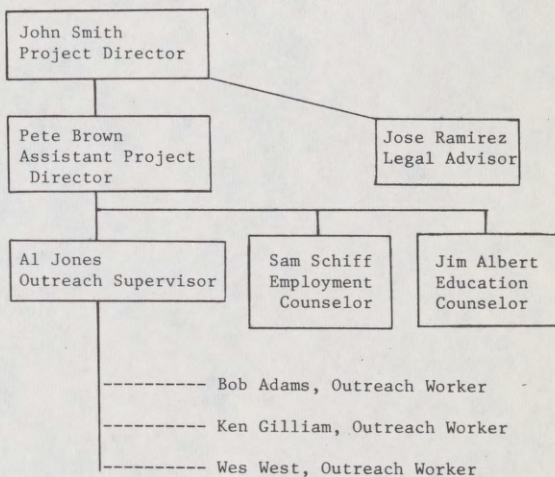 John Smith
Project Director
Pete Brown
Assistant Project
Director
Jose Ramirez
Legal Advisor
Al Jones
Outreach Supervisor
Sam Schiff
Employment
Counselor
Jim Albert
Education
Counselor
Bob Adams, Outreach Worker
Ken Gilliam, Outreach Worker
Wes West, Outreach Worker